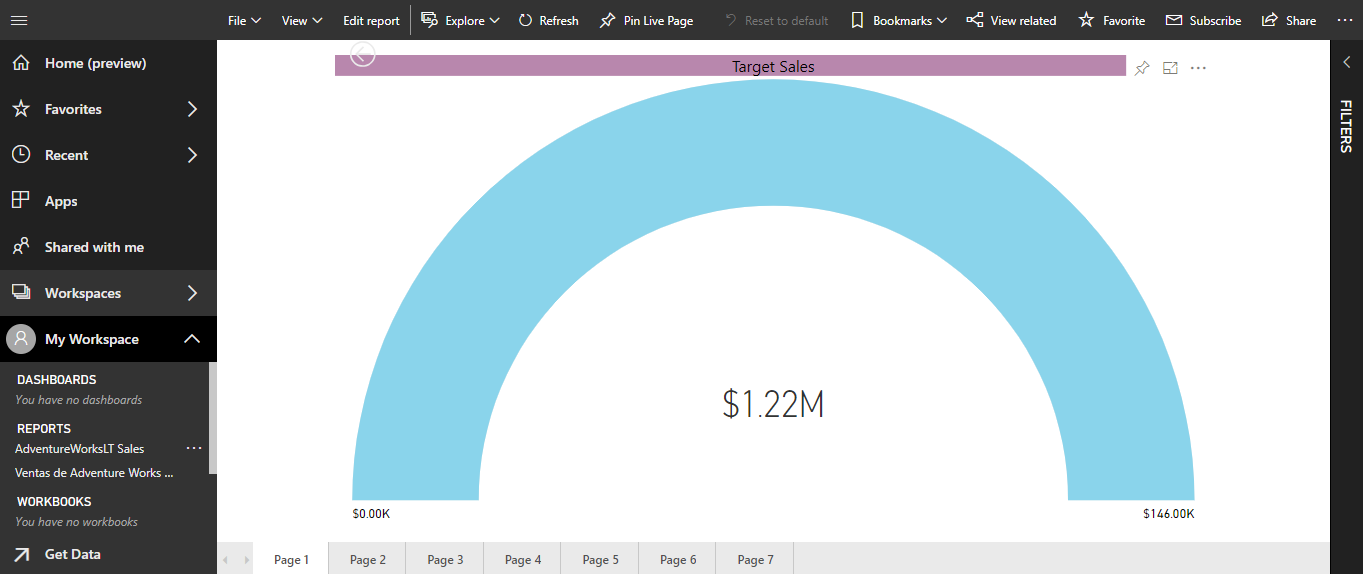 File View Edit report Explore Refresh Pin Live Page Reset to default Bookmarks View related Favorite Subscribe Share
Home (preview)
Favorites
Recent
Apps
Shared with me
Workspaces
My Workspace
DASHBOARDS
You have no dashboards
REPORTS
AdventureWorksLT Sales
Ventas de Adventure Works ...
WORKBOOKS
You have no workbooks
Get Data
Target Sales
$1.22M
$0.00K $146.00K
Page 1 Page 2 Page 3 Page 4 Page 5 Page 6 Page 7
FILTERS